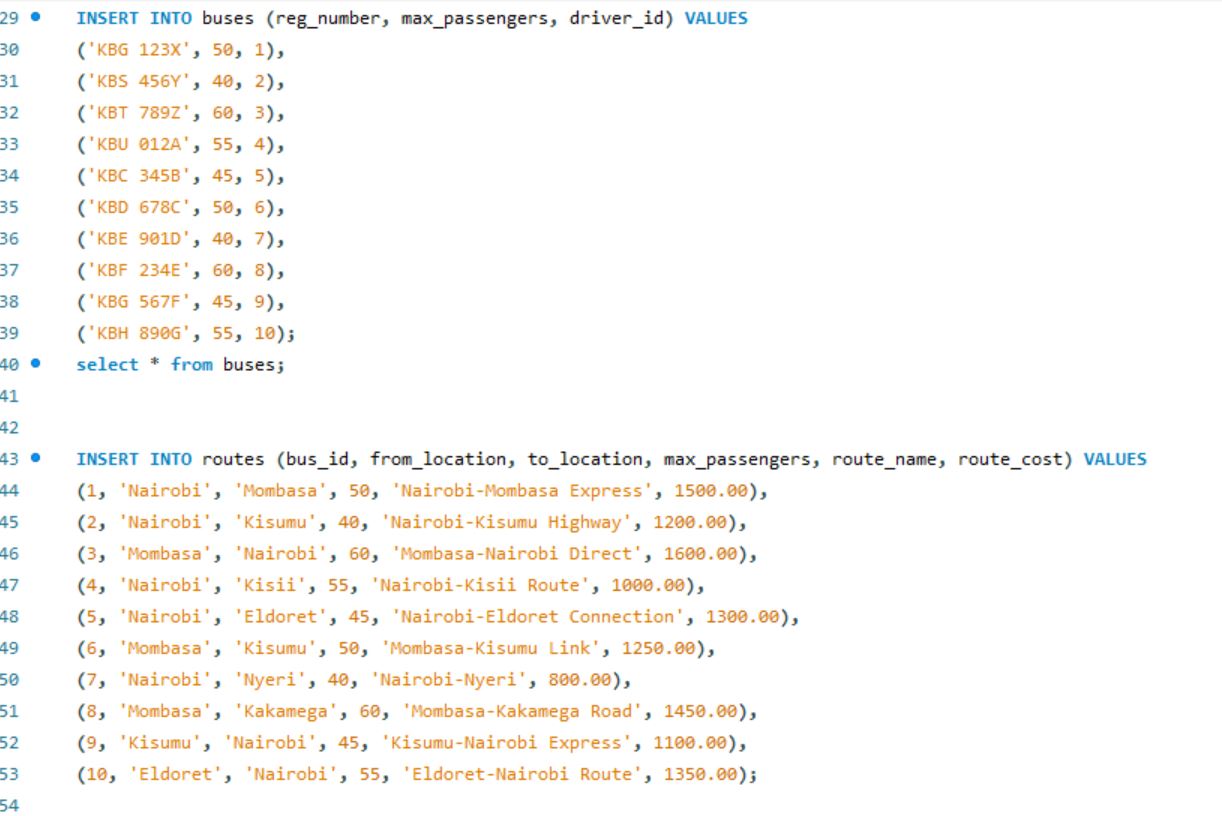 29 INSERT INTO buses (reg_number, max_passengers, driver_id) VALUES
30 ('KBG 123X', 50, 1),
31 ('KBS 456Y', 40, 2),
32 ('KBT 789Z', 60, 3),
33 ('KBU 012A', 55, 4),
34 ('KBC 345B', 45, 5),
35 ('KBD 678C', 50, 6),
36 ('KBE 901D', 40, 7),
37 ('KBF 234E', 60, 8),
38 ('KBG 567F', 45, 9),
39 ('KBH 890G', 55, 10);
40 select * from buses;
41
42
43 INSERT INTO routes (bus_id, from_location, to_location, max_passengers, route_name, route_cost) VALUES
44 (1, 'Nairobi', 'Mombasa', 50, 'Nairobi-Mombasa Express', 1500.00),
45 (2, 'Nairobi', 'Kisumu', 40, 'Nairobi-Kisumu Highway', 1200.00),
46 (3, 'Mombasa', 'Nairobi', 60, 'Mombasa-Nairobi Direct', 1600.00),
47 (4, 'Nairobi', 'Kisii', 55, 'Nairobi-Kisii Route', 1000.00),
48 (5, 'Nairobi', 'Eldoret', 45, 'Nairobi-Eldoret Connection', 1300.00),
49 (6, 'Mombasa', 'Kisumu', 50, 'Mombasa-Kisumu Link', 1250.00),
50 (7, 'Nairobi', 'Nyeri', 40, 'Nairobi-Nyeri', 800.00),
51 (8, 'Mombasa', 'Kakamega', 60, 'Mombasa-Kakamega Road', 1450.00),
52 (9, 'Kisumu', 'Nairobi', 45, 'Kisumu-Nairobi Express', 1100.00),
53 (10, 'Eldoret', 'Nairobi', 55, 'Eldoret-Nairobi Route', 1350.00);
54